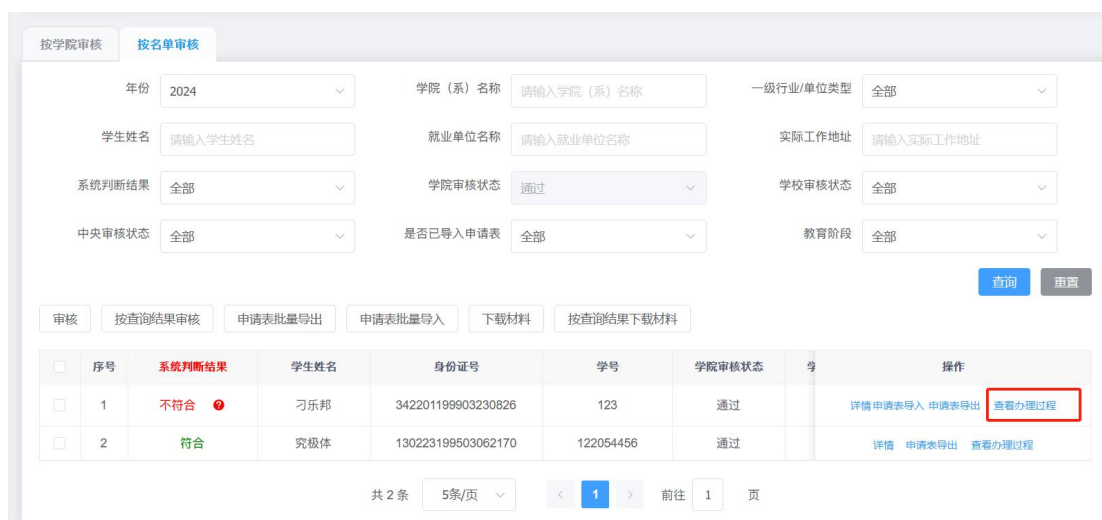 按学院审核 按名单审核
年份 2024 学院（系）名称 请输入学院（系）名称 一级行业/单位类型 全部
学生姓名 请输入学生姓名 就业单位名称 请输入就业单位名称 实际工作地址 请输入实际工作地址
系统判断结果 全部 学院审核状态 通过 学校审核状态 全部
中央审核状态 全部 是否已导入申请表 全部 教育阶段 全部
查询 重置
审核 按查询结果审核 申请表批量导出 申请表批量导入 下载材料 按查询结果下载材料
序号 系统判断结果 学生姓名 身份证号 学号 学院审核状态 操作
1 不符合 ? 刁乐邦 342201199903230826 123 通过 详情 申请表导入 申请表导出 查看办理过程
2 符合 究极体 130223199503062170 122054456 通过 详情 申请表导出 查看办理过程
共 2 条 5条/页 < 1 > 前往 1 页